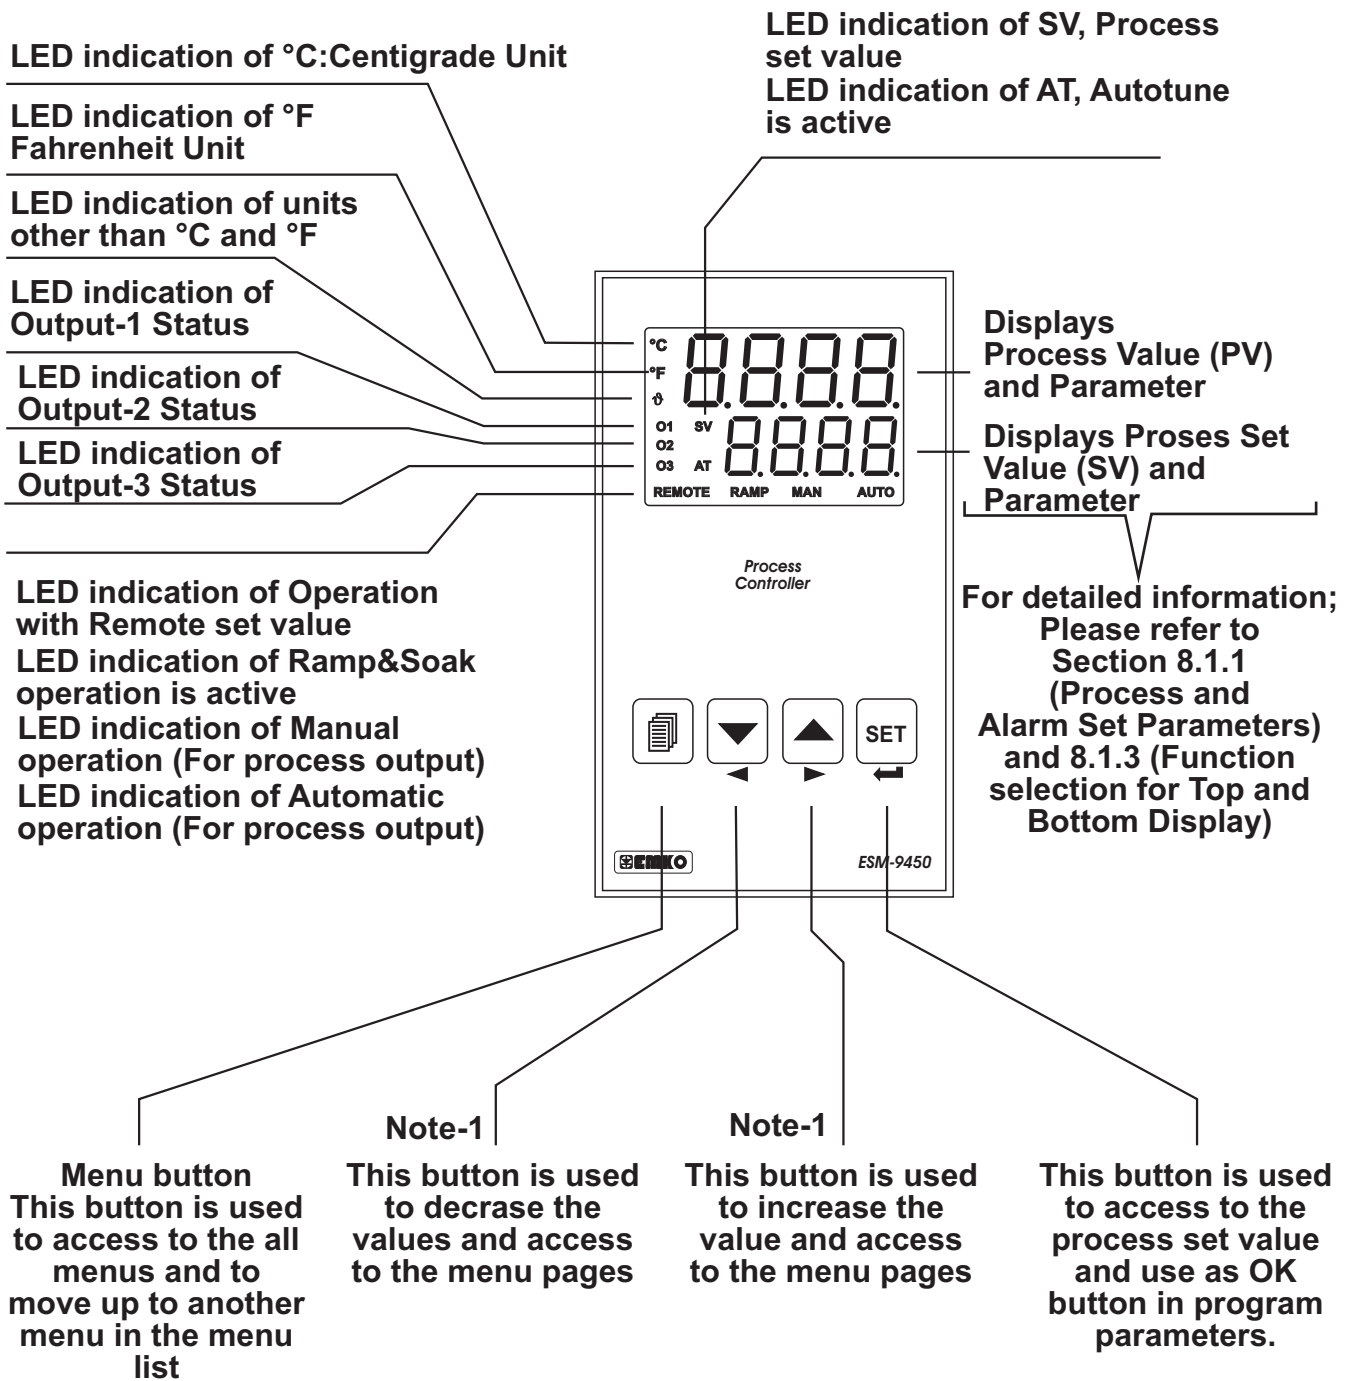 LED indication of °C:Centigrade Unit
LED indication of °F
Fahrenheit Unit
LED indication of units
other than °C and °F
LED indication of
Output-1 Status
LED indication of
Output-2 Status
LED indication of
Output-3 Status
LED indication of Operation
with Remote set value
LED indication of Ramp&Soak
operation is active
LED indication of Manual
operation (For process output)
LED indication of Automatic
operation (For process output)
LED indication of SV, Process
set value
LED indication of AT, Autotune
is active
°C
8.8.8.8.
°F
ϑ
O1 SV
O2
8.8.8.8.
O3 AT
REMOTE RAMP MAN AUTO
Process
Controller
SET
EMKO
ESM-9450
Displays
Process Value (PV)
and Parameter
Displays Proses Set
Value (SV) and
Parameter
For detailed information;
Please refer to
Section 8.1.1
(Process and
Alarm Set Parameters)
and 8.1.3 (Function
selection for Top and
Bottom Display)
Menu button
This button is used
to access to the all
menus and to
move up to another
menu in the menu
list
Note-1
This button is used
to decrase the
values and access
to the menu pages
Note-1
This button is used
to increase the
value and access
to the menu pages
This button is used
to access to the
process set value
and use as OK
button in program
parameters.